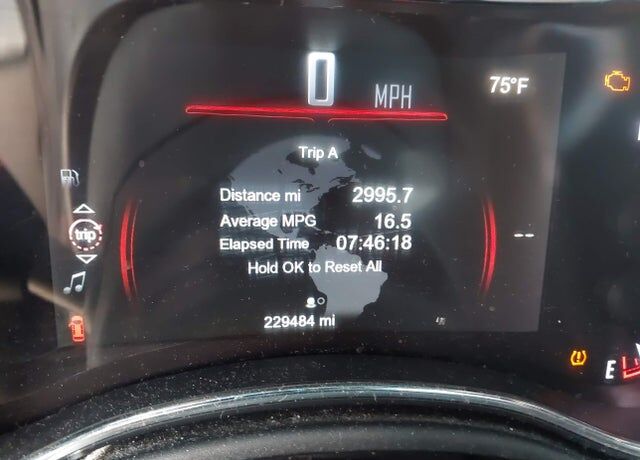 0 MPH
75°F
Trip A
Distance mi 2995.7
Average MPG 16.5
Elapsed Time 07:46:18
trip
--
Hold OK to Reset All
229484 mi
E